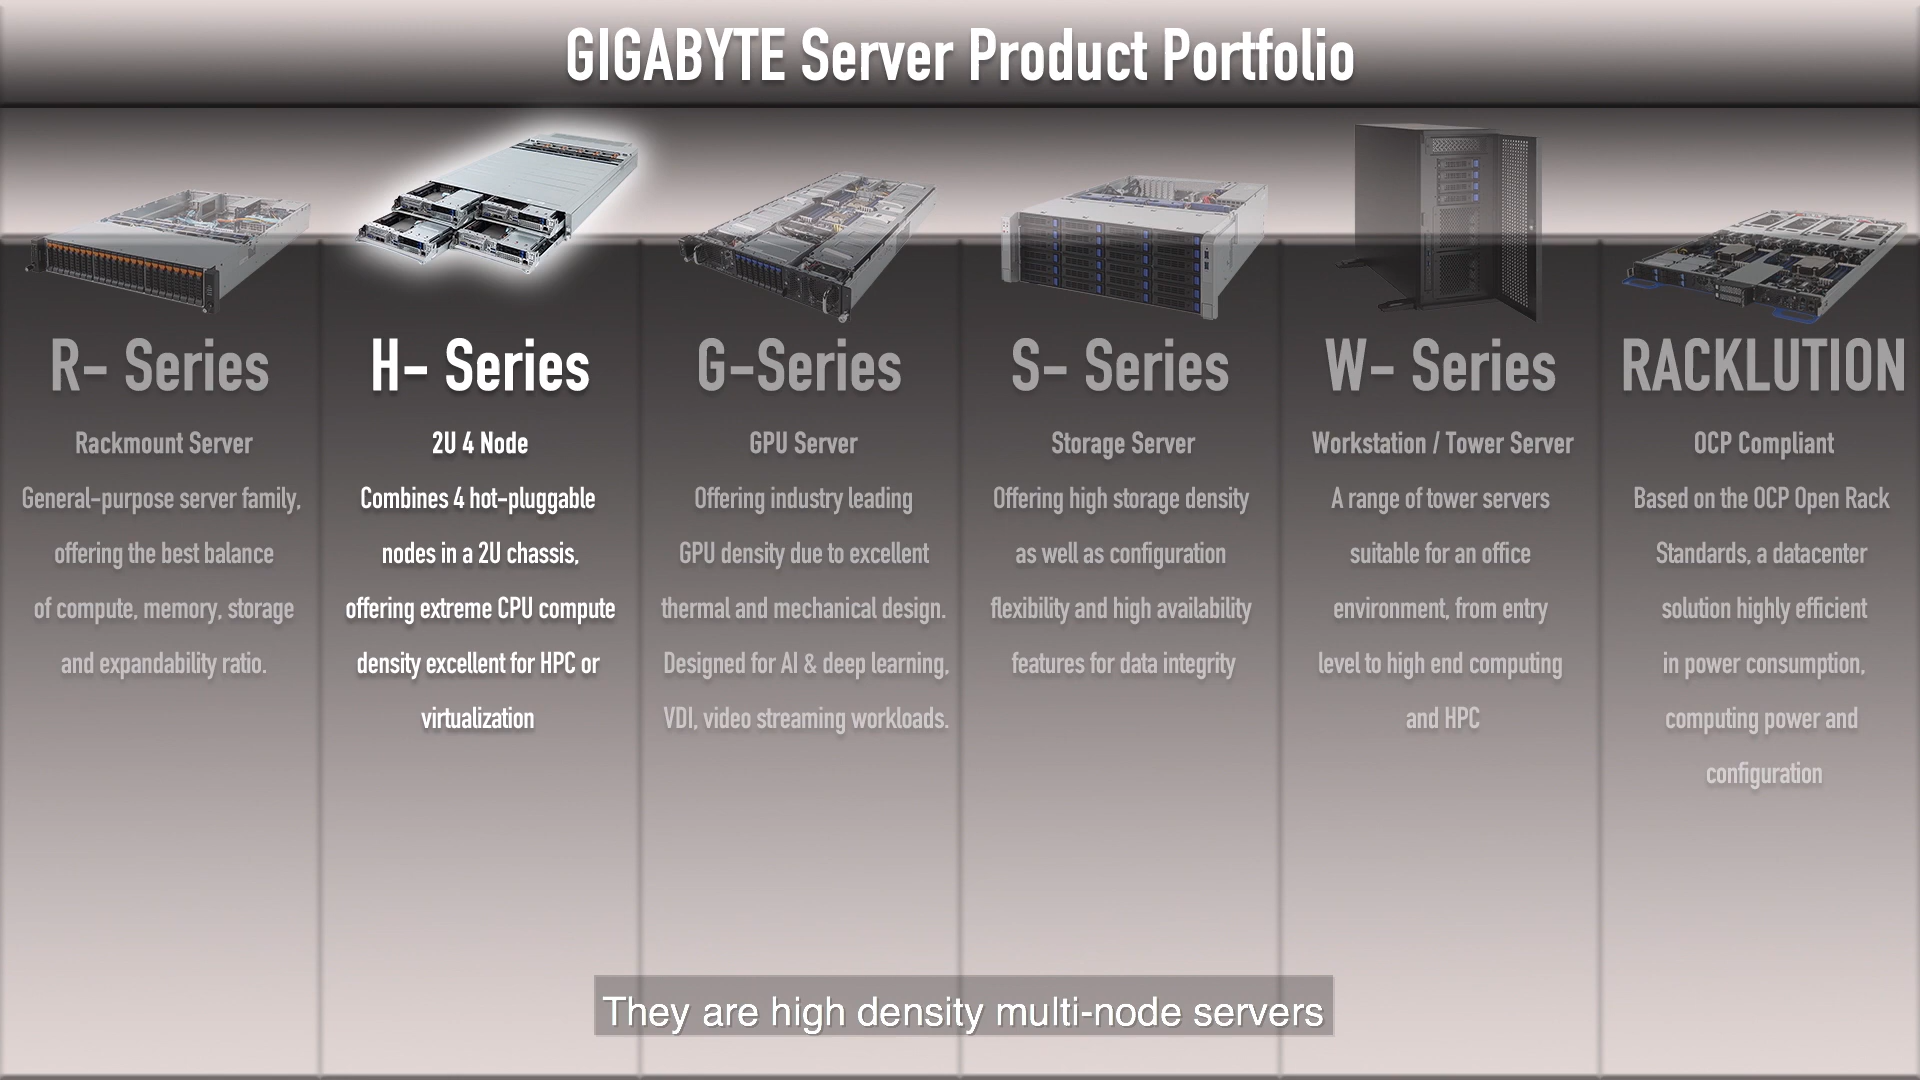 GIGABYTE Server Product Portfolio
R- Series
Rackmount Server
General-purpose server family,
offering the best balance
of compute, memory, storage
and expandability ratio.
H- Series
2U 4 Node
Combines 4 hot-pluggable
nodes in a 2U chassis,
offering extreme CPU compute
density excellent for HPC or
virtualization
G-Series
GPU Server
Offering industry leading
GPU density due to excellent
thermal and mechanical design.
Designed for AI & deep learning,
VDI, video streaming workloads.
S- Series
Storage Server
Offering high storage density
as well as configuration
flexibility and high availability
features for data integrity
W- Series
Workstation / Tower Server
A range of tower servers
suitable for an office
environment, from entry
level to high end computing
and HPC
RACKLUTION
OCP Compliant
Based on the OCP Open Rack
Standards, a datacenter
solution highly efficient
in power consumption,
computing power and
configuration
They are high density multi-node servers